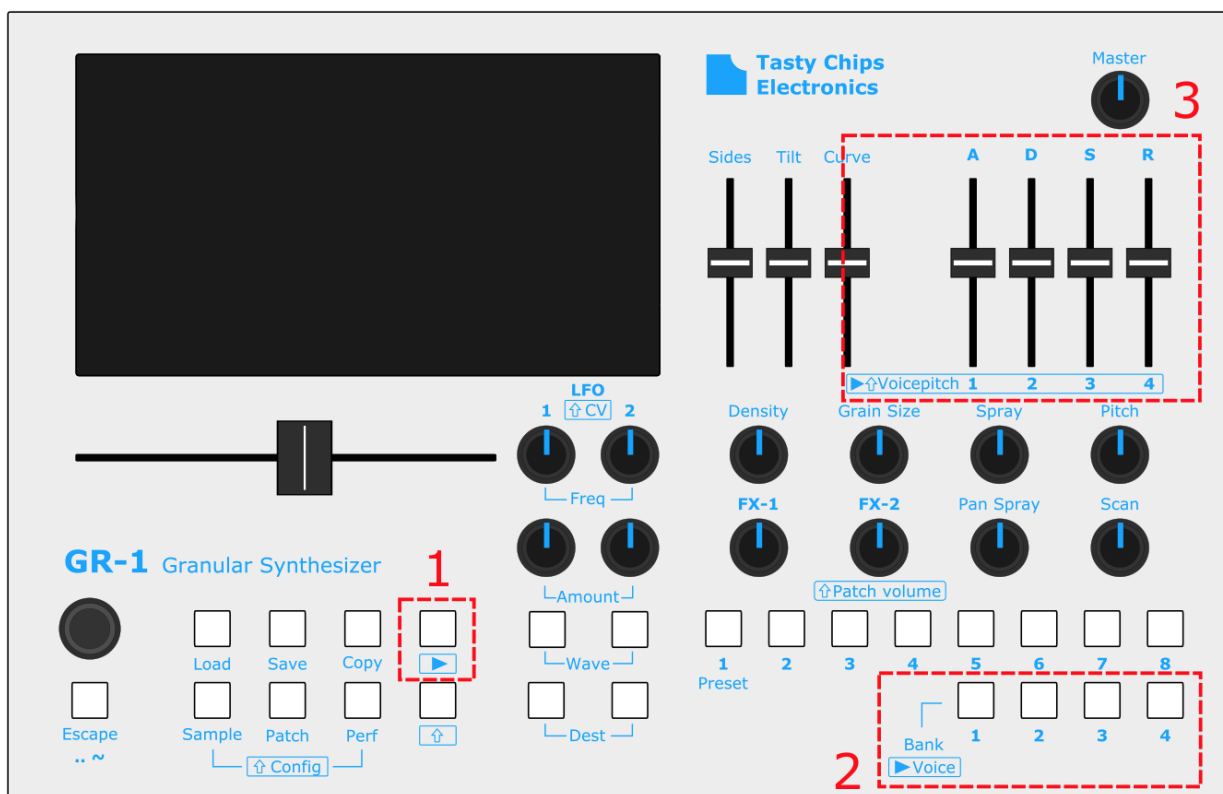 Tasty Chips
Electronics
Master
3
Sides Tilt Curve A D S R
▶⇧Voicepitch 1 2 3 4
LFO
1 ⇧CV 2
Density Grain Size Spray Pitch
Freq
FX-1 FX-2 Pan Spray Scan
GR-1 Granular Synthesizer
1
Amount
⇧Patch volume
Load Save Copy ▶
Wave
1 2 3 4 5 6 7 8
Preset
Escape Sample Patch Perf ⇧
Dest
Bank 1 2 3 4
.. ~
⇧Config
2
▶Voice